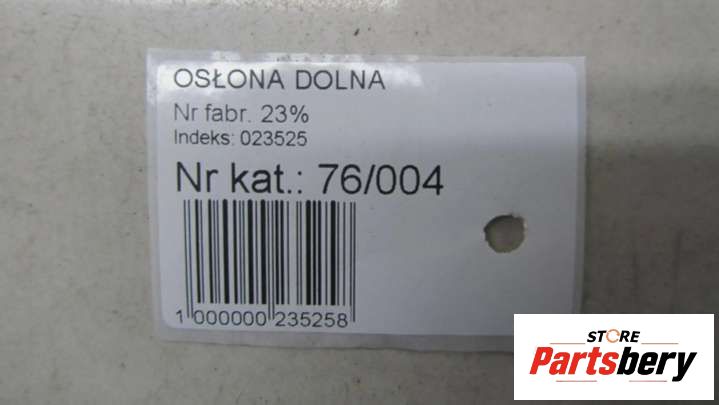 OSŁONA DOLNA
Nr fabr. 23%
Indeks: 023525
Nr kat.: 76/004
1 000000 235258
STORE
Partsbery